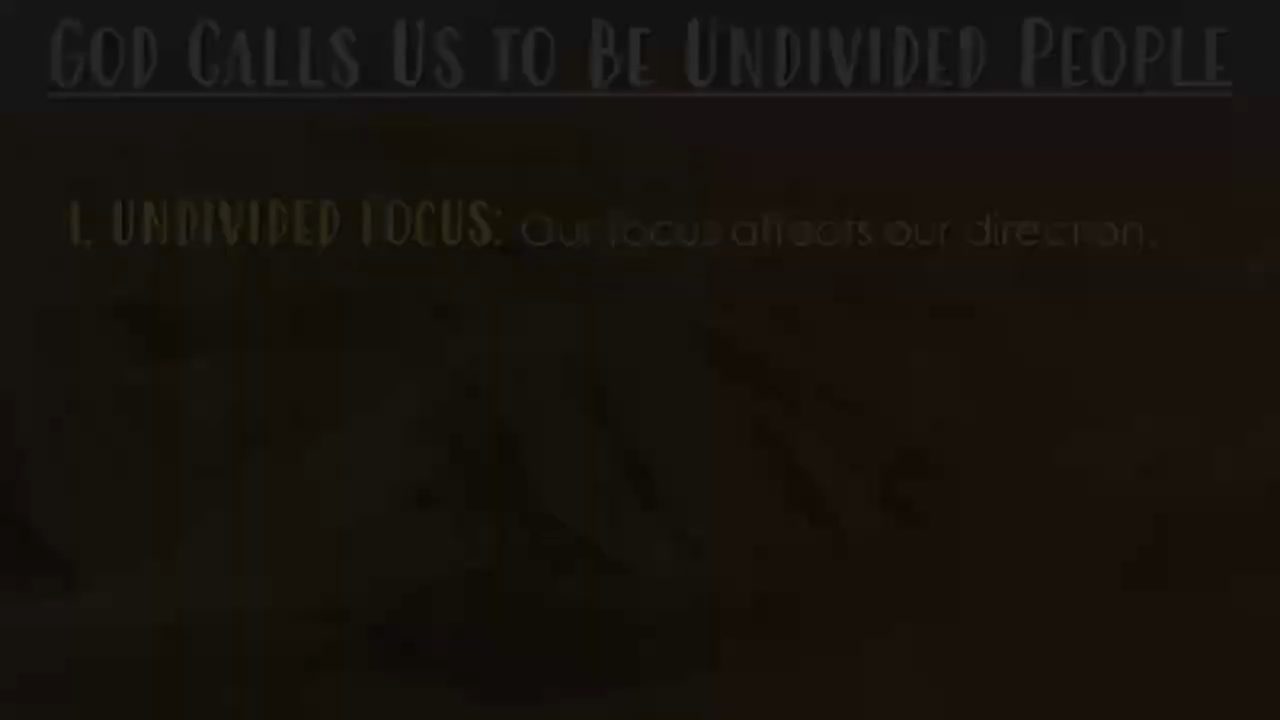 GOD CALLS US TO BE UNDIVIDED PEOPLE
1. UNDIVIDED FOCUS: Our focus affects our direction.